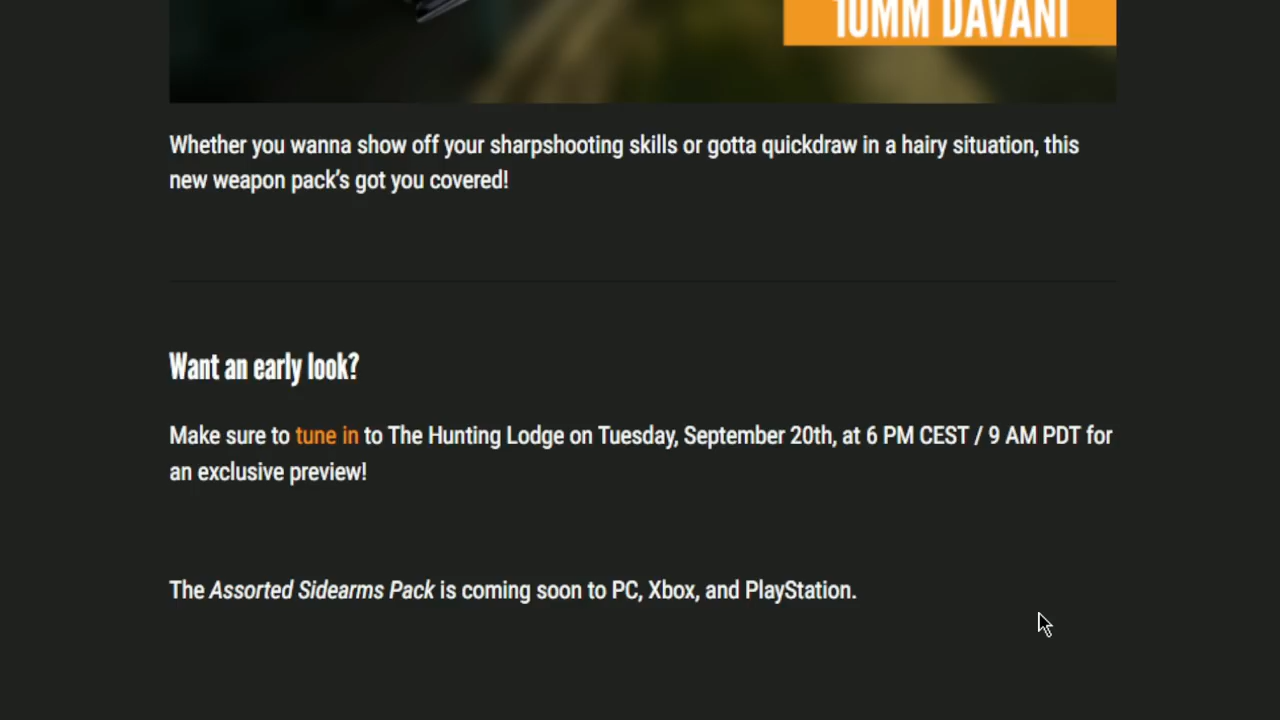 10MM DAVANI
Whether you wanna show off your sharpshooting skills or gotta quickdraw in a hairy situation, this
new weapon pack’s got you covered!
Want an early look?
Make sure to tune in to The Hunting Lodge on Tuesday, September 20th, at 6 PM CEST / 9 AM PDT for
an exclusive preview!
The Assorted Sidearms Pack is coming soon to PC, Xbox, and PlayStation.